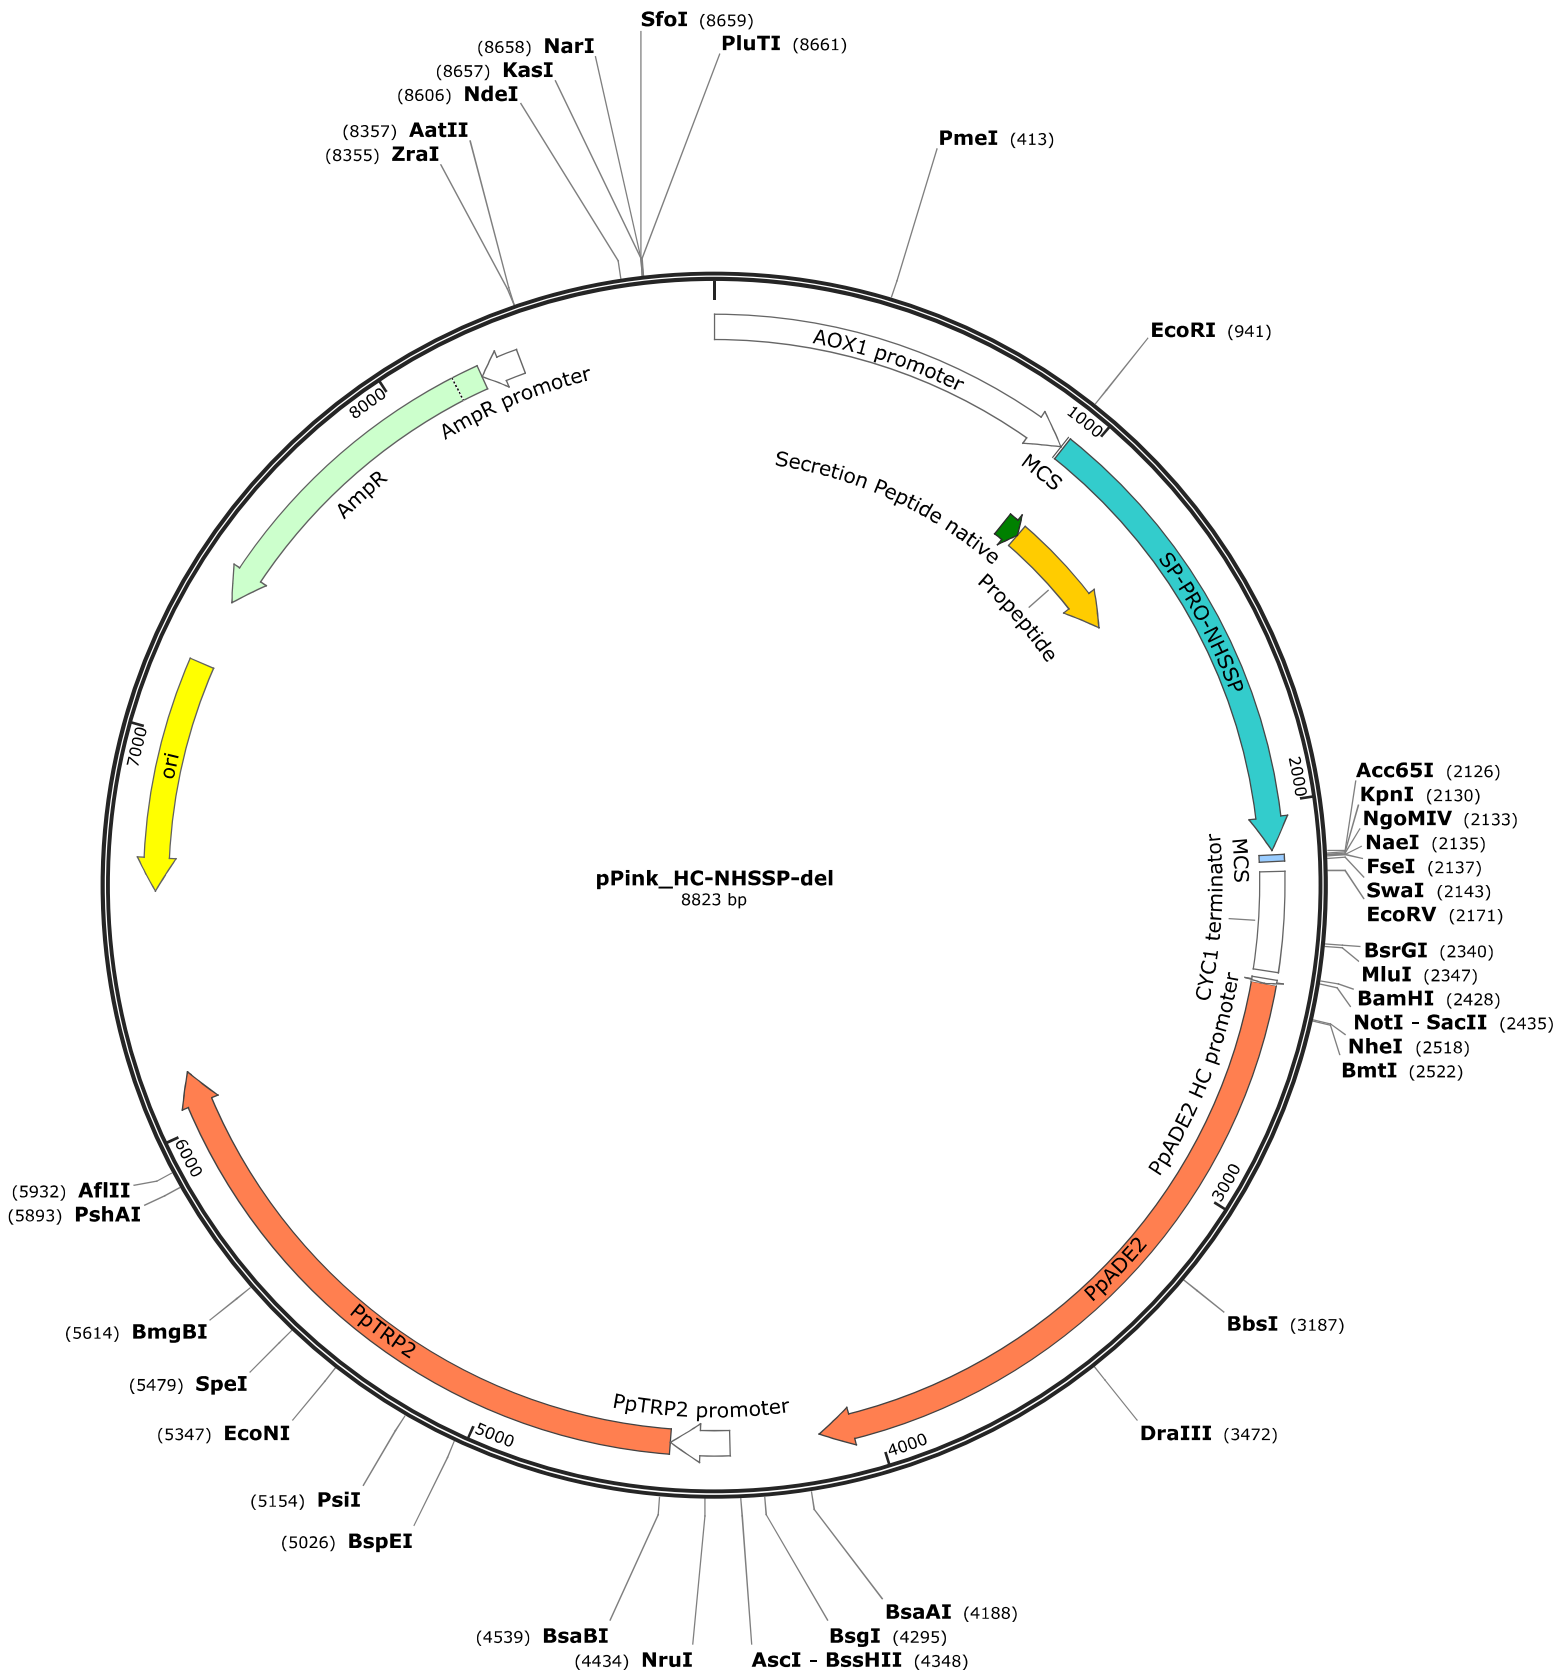 SfoI (8659)
PluTI (8661)
(8658) NarI
(8657) KasI
(8606) NdeI
(8357) AatII
(8355) ZraI
PmeI (413)
EcoRI (941)
AOX1 promoter
1000
MCS
Secretion Peptide native
Propeptide
SP-PRO-NHSSP
2000
Acc65I (2126)
KpnI (2130)
NgoMIV (2133)
NaeI (2135)
FseI (2137)
SwaI (2143)
EcoRV (2171)
BsrGI (2340)
MluI (2347)
BamHI (2428)
NotI - SacII (2435)
NheI (2518)
BmtI (2522)
MCS
CYC1 terminator
PpADE2 HC promoter
3000
PpADE2
BbsI (3187)
DraIII (3472)
4000
BsaAI (4188)
BsgI (4295)
AscI - BssHII (4348)
(4434) NruI
(4539) BsaBI
PpTRP2 promoter
5000
(5026) BspEI
(5154) PsiI
(5347) EcoNI
(5479) SpeI
(5614) BmgBI
PpTRP2
(5893) PshAI
(5932) AflII
6000
7000
ori
AmpR
8000
AmpR promoter
pPink_HC-NHSSP-del
8823 bp